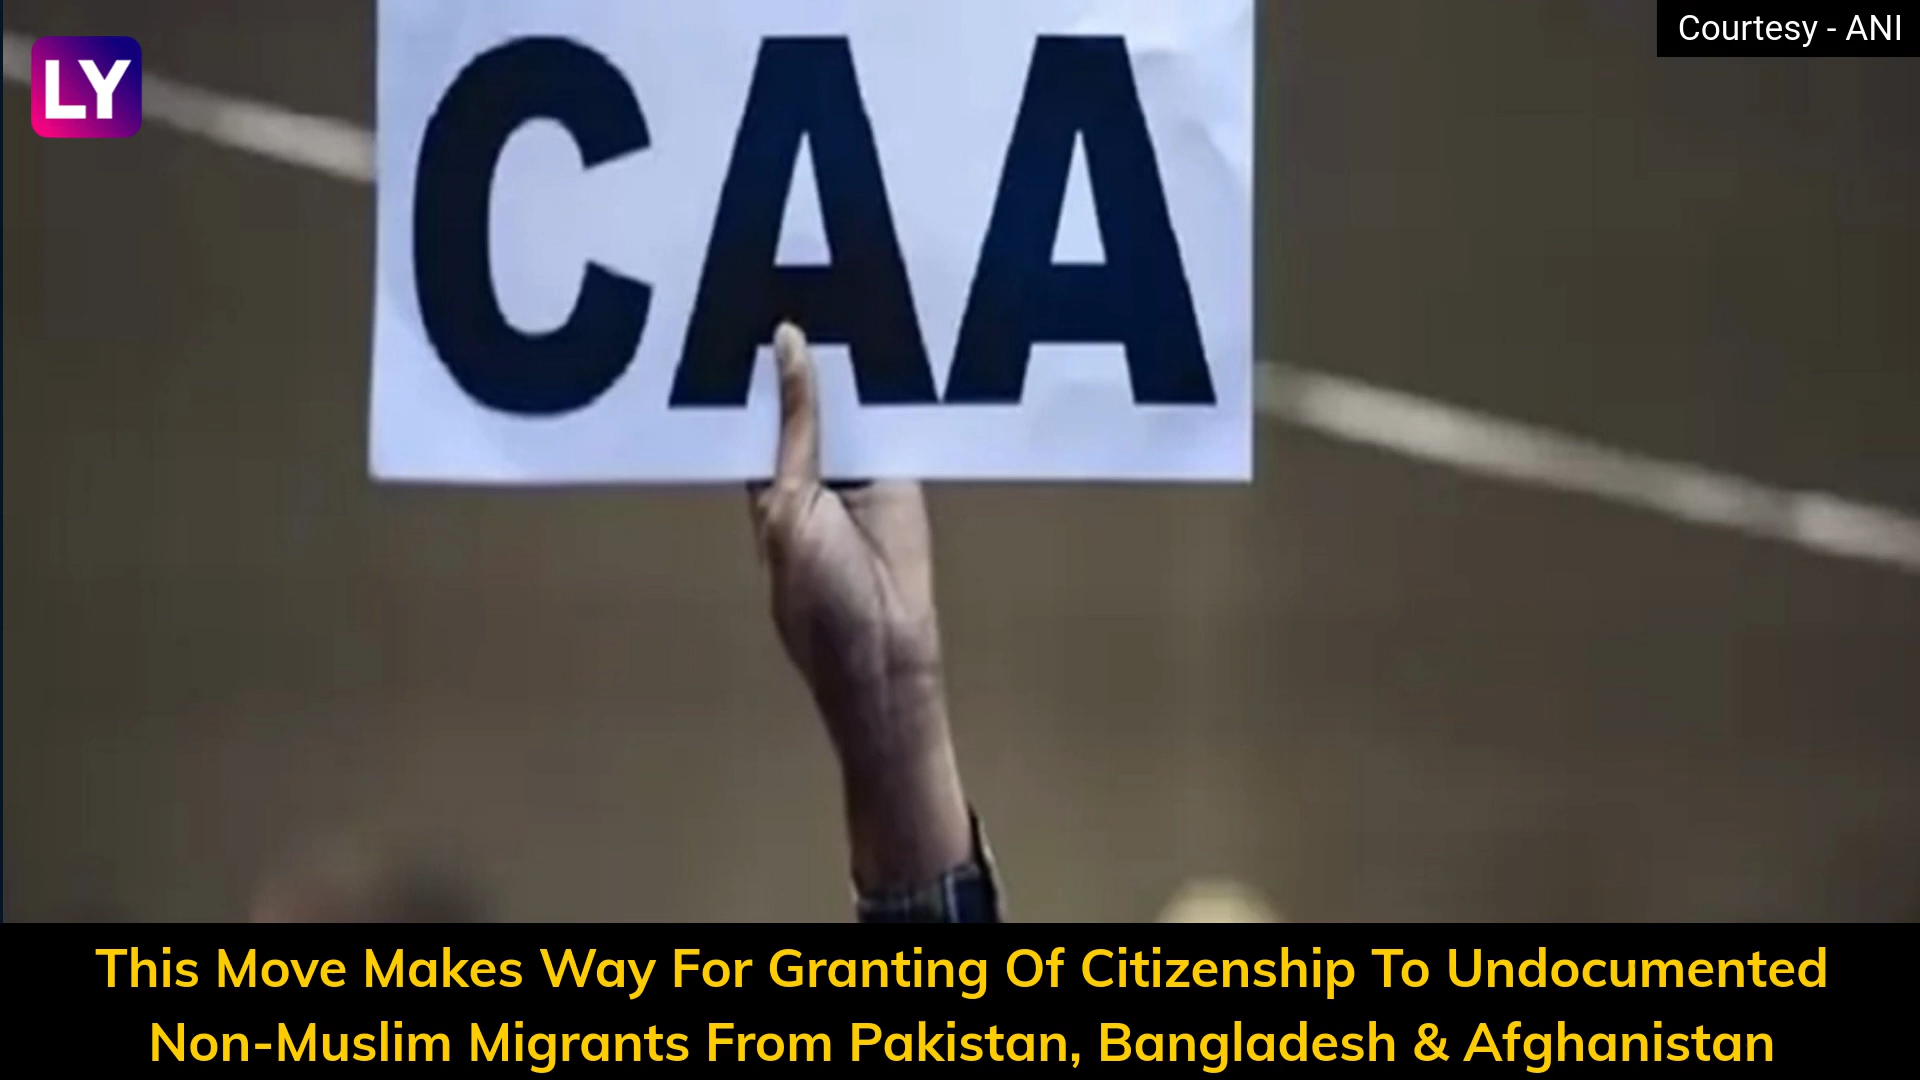 Courtesy - ANI
LY
CAA
This Move Makes Way For Granting Of Citizenship To Undocumented
Non-Muslim Migrants From Pakistan, Bangladesh & Afghanistan